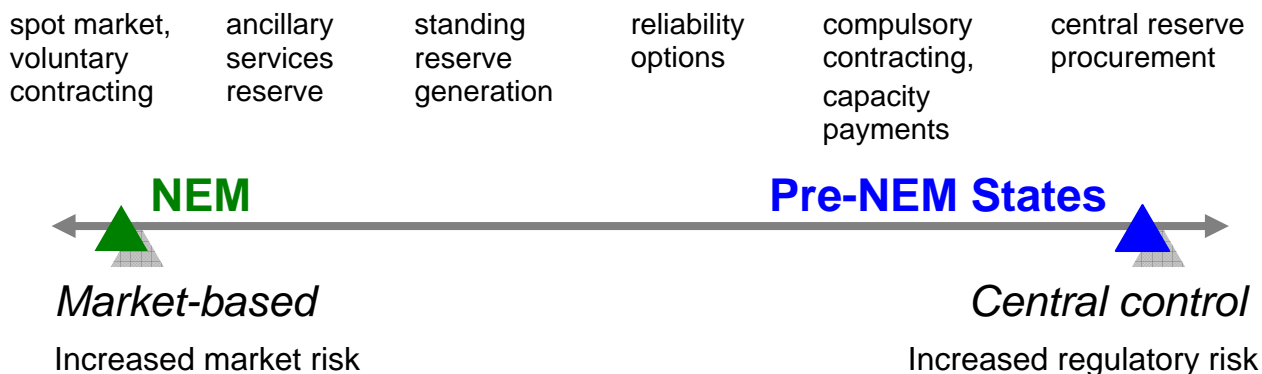 spot market,
voluntary
contracting
ancillary
services
reserve
standing
reserve
generation
reliability
options
compulsory
contracting,
capacity
payments
central reserve
procurement
NEM
Pre-NEM States
Market-based
Central control
Increased market risk
Increased regulatory risk